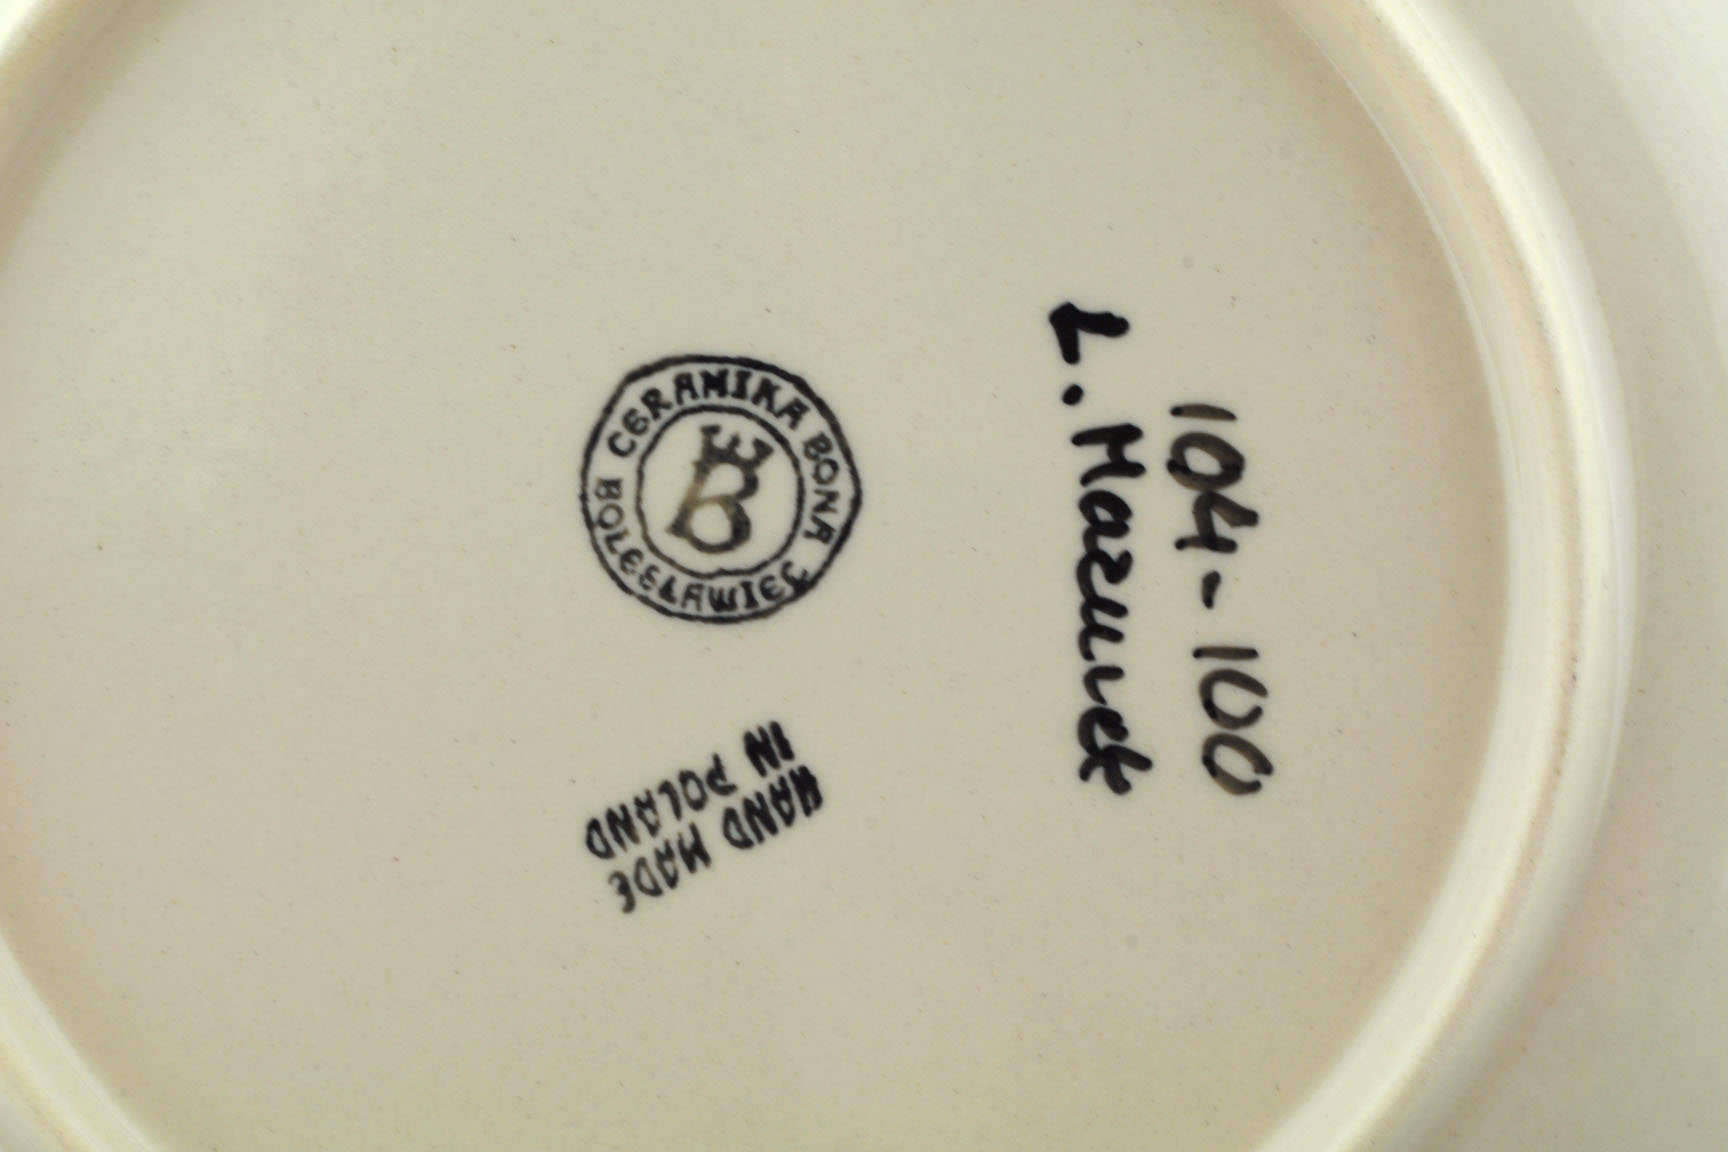 CERAMIKA BONA
BOLESŁAWIEC
B
HAND MADE
IN POLAND
104-100
L. Mazurek